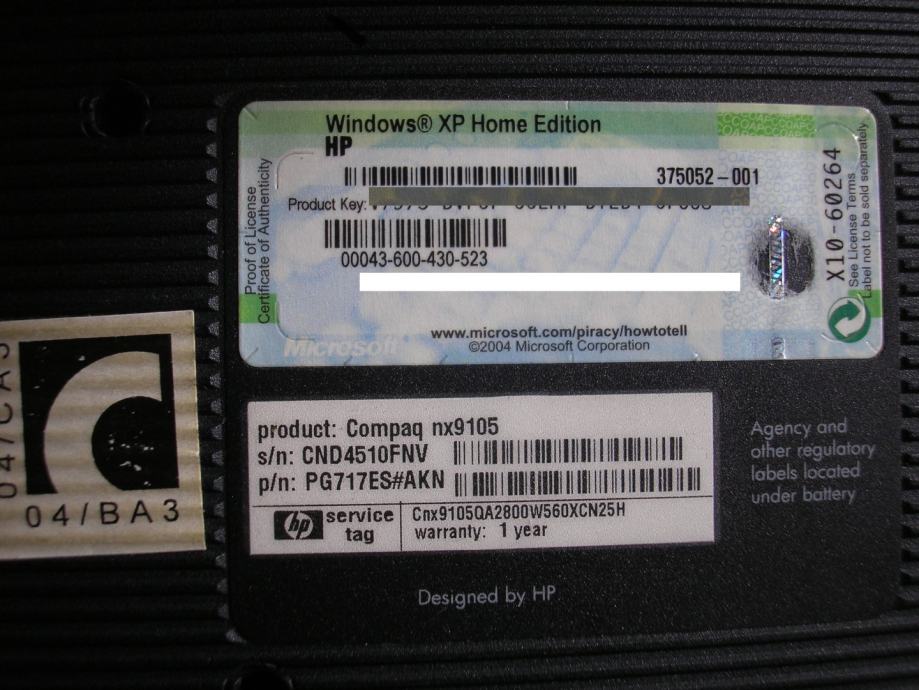 Windows® XP Home Edition
HP
375052-001
Product Key:
00043-600-430-523
www.microsoft.com/piracy/howtotell
©2004 Microsoft Corporation
Microsoft
Proof of License
Certificate of Authenticity
X10-60264
See License Terms
Label not to be sold separately.
04/BA3
product: Compaq nx9105
s/n: CND4510FNV
p/n: PG717ES#AKN
hp service
tag
Cnx9105QA2800W560XCN25H
warranty: 1 year
Agency and
other regulatory
labels located
under battery
Designed by HP